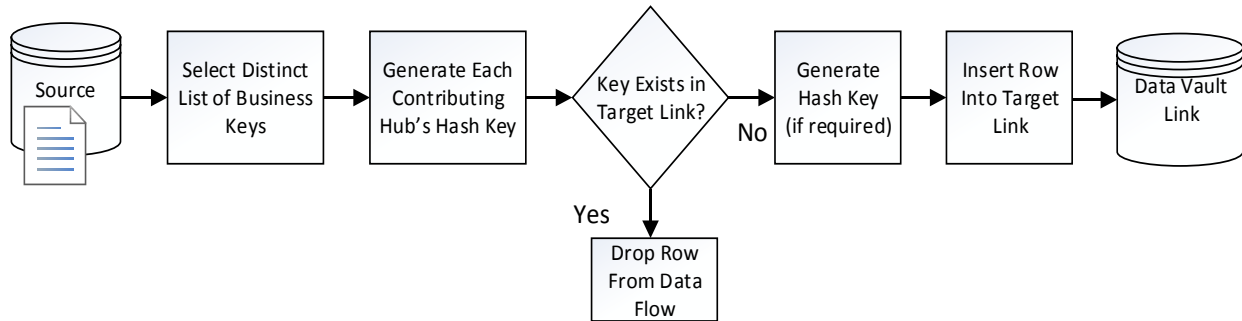 Source
Select Distinct
List of Business
Keys
Generate Each
Contributing
Hub's Hash Key
Key Exists in
Target Link?
No
Generate
Hash Key
(if required)
Insert Row
Into Target
Link
Data Vault
Link
Yes
Drop Row
From Data
Flow